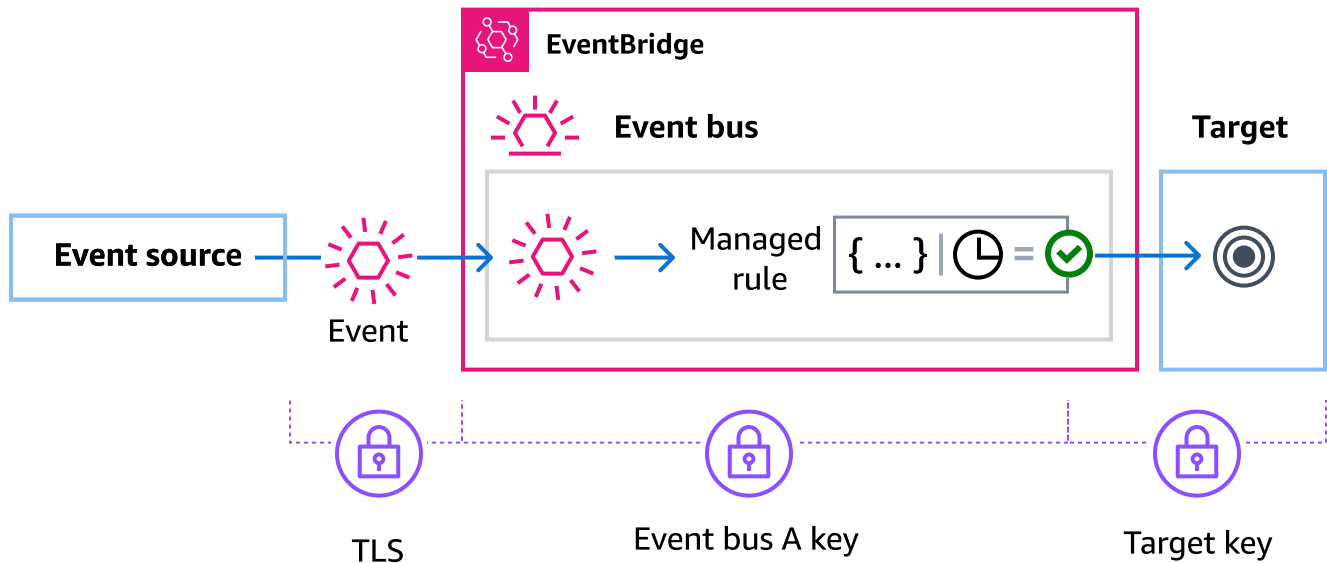 EventBridge
Event bus
Target
Event source
Event
Managed
rule
{ ... } | =
TLS
Event bus A key
Target key